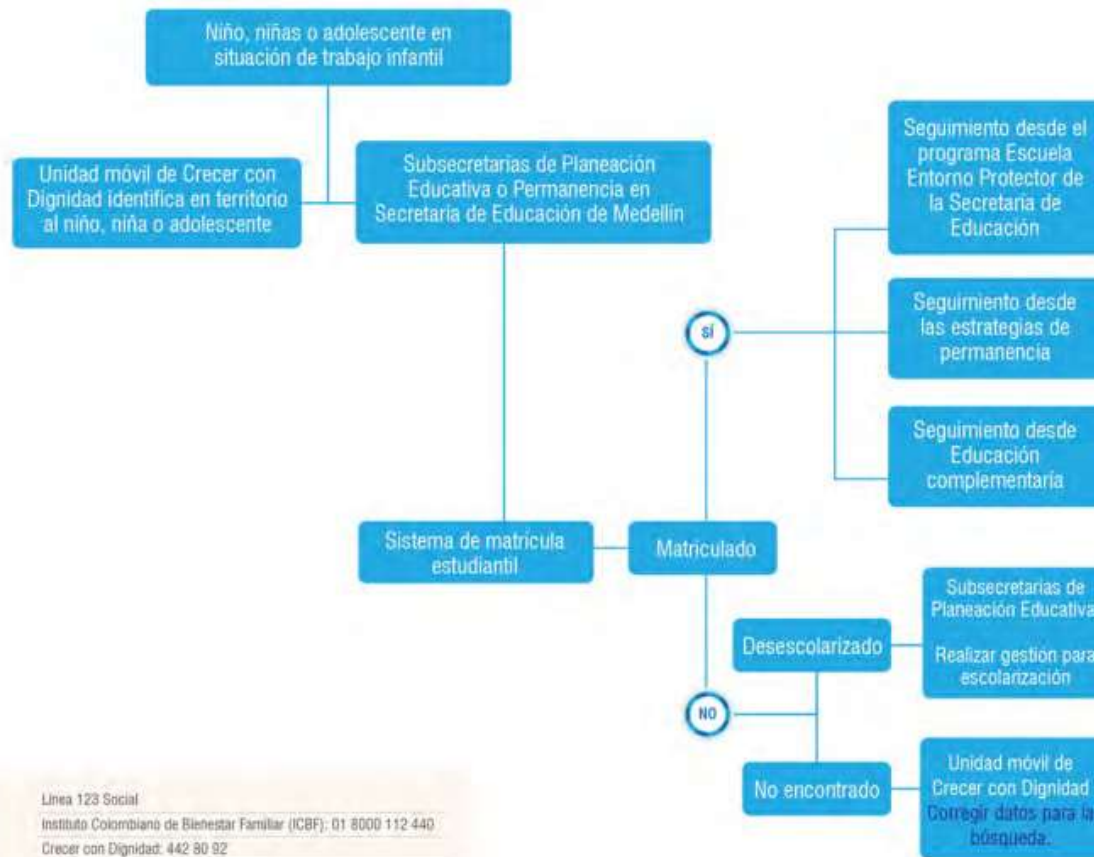 Niño, niñas o adolescente en
situación de trabajo infantil
Unidad móvil de Crecer con
Dignidad identifica en territorio
al niño, niña o adolescente
Subsecretarias de Planeación
Educativa o Permanencia en
Secretaria de Educación de Medellín
Seguimiento desde el
programa Escuela
Entorno Protector de
la Secretaria de
Educación
SÍ
Seguimiento desde
las estrategias de
permanencia
Seguimiento desde
Educación
complementaría
Sistema de matrícula
estudiantil
Matriculado
Desescolarizado
Subsecretarias de
Planeación Educativa
Realizar gestión para
escolarización
NO
No encontrado
Unidad móvil de
Crecer con Dignidad
Corregir datos para la
búsqueda.
Línea 123 Social
Instituto Colombiano de Bienestar Familiar (ICBF): 01 8000 112 440
Crecer con Dignidad: 442 80 92